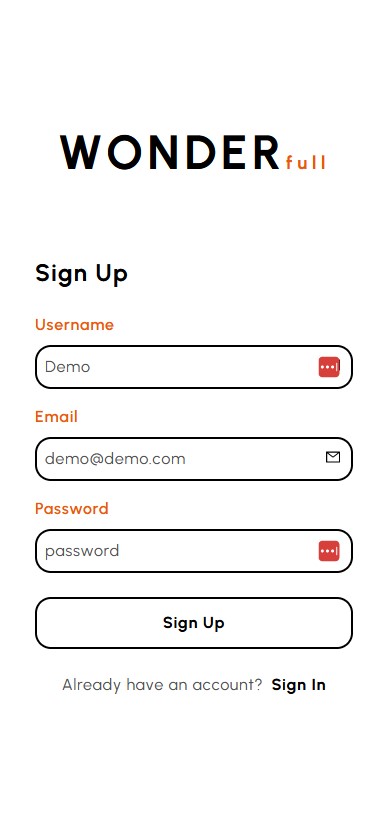 WONDERfull
Sign Up
Username
Demo
Email
demo@demo.com
Password
password
Sign Up
Already have an account? Sign In